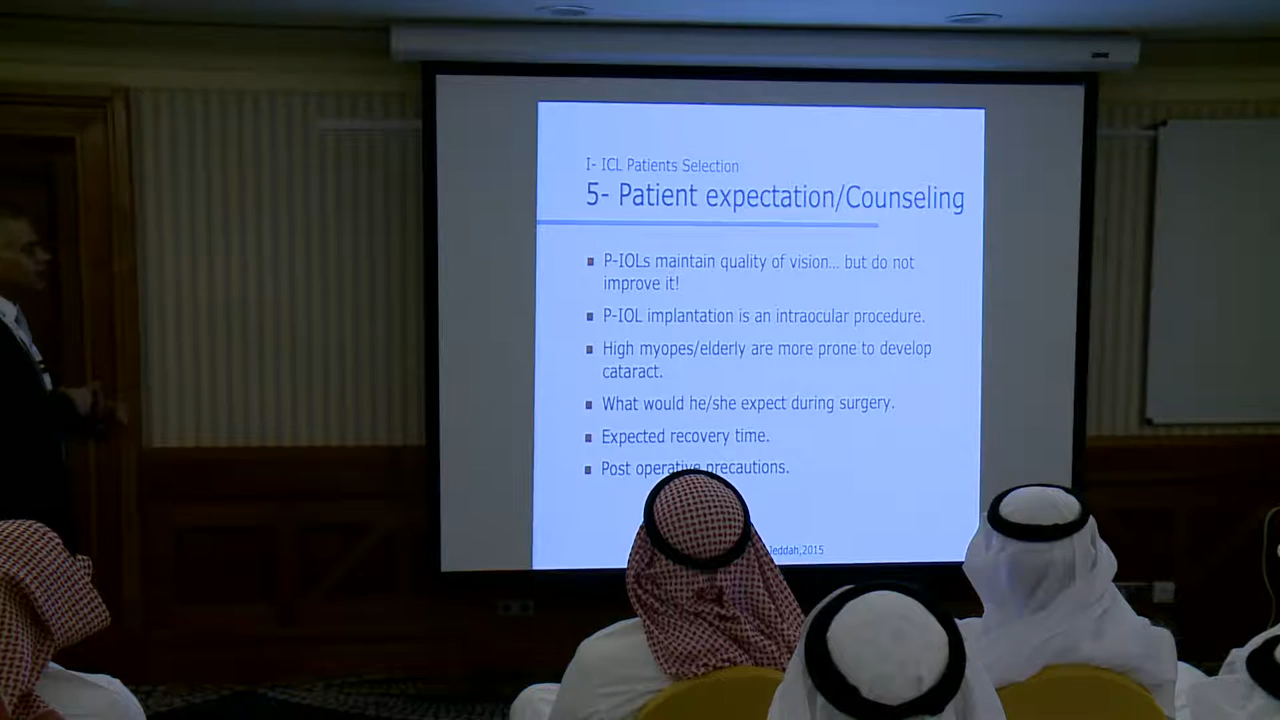 I- ICL Patients Selection
5- Patient expectation/Counseling
P-IOLs maintain quality of vision... but do not
improve it!
P-IOL implantation is an intraocular procedure.
High myopes/elderly are more prone to develop
cataract.
What would he/she expect during surgery.
Expected recovery time.
Post operative precautions.
Jeddah,2015